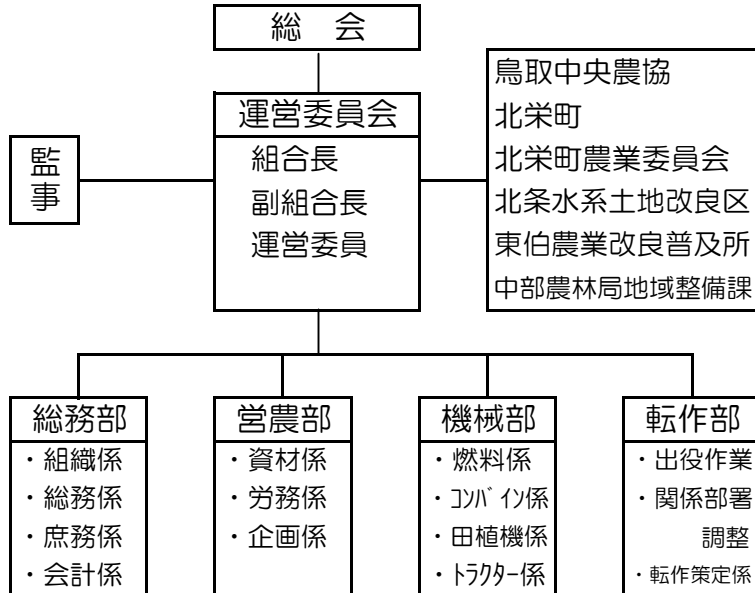 総　会
運営委員会
組合長
副組合長
運営委員
監
事
鳥取中央農協
北栄町
北栄町農業委員会
北条水系土地改良区
東伯農業改良普及所
中部農林局地域整備課
総務部
・組織係
・総務係
・庶務係
・会計係
営農部
・資材係
・労務係
・企画係
機械部
・燃料係
・ｺﾝﾊﾞｲﾝ係
・田植機係
・ﾄﾗｸﾀｰ係
転作部
・出役作業
・関係部署
調整
・転作策定係